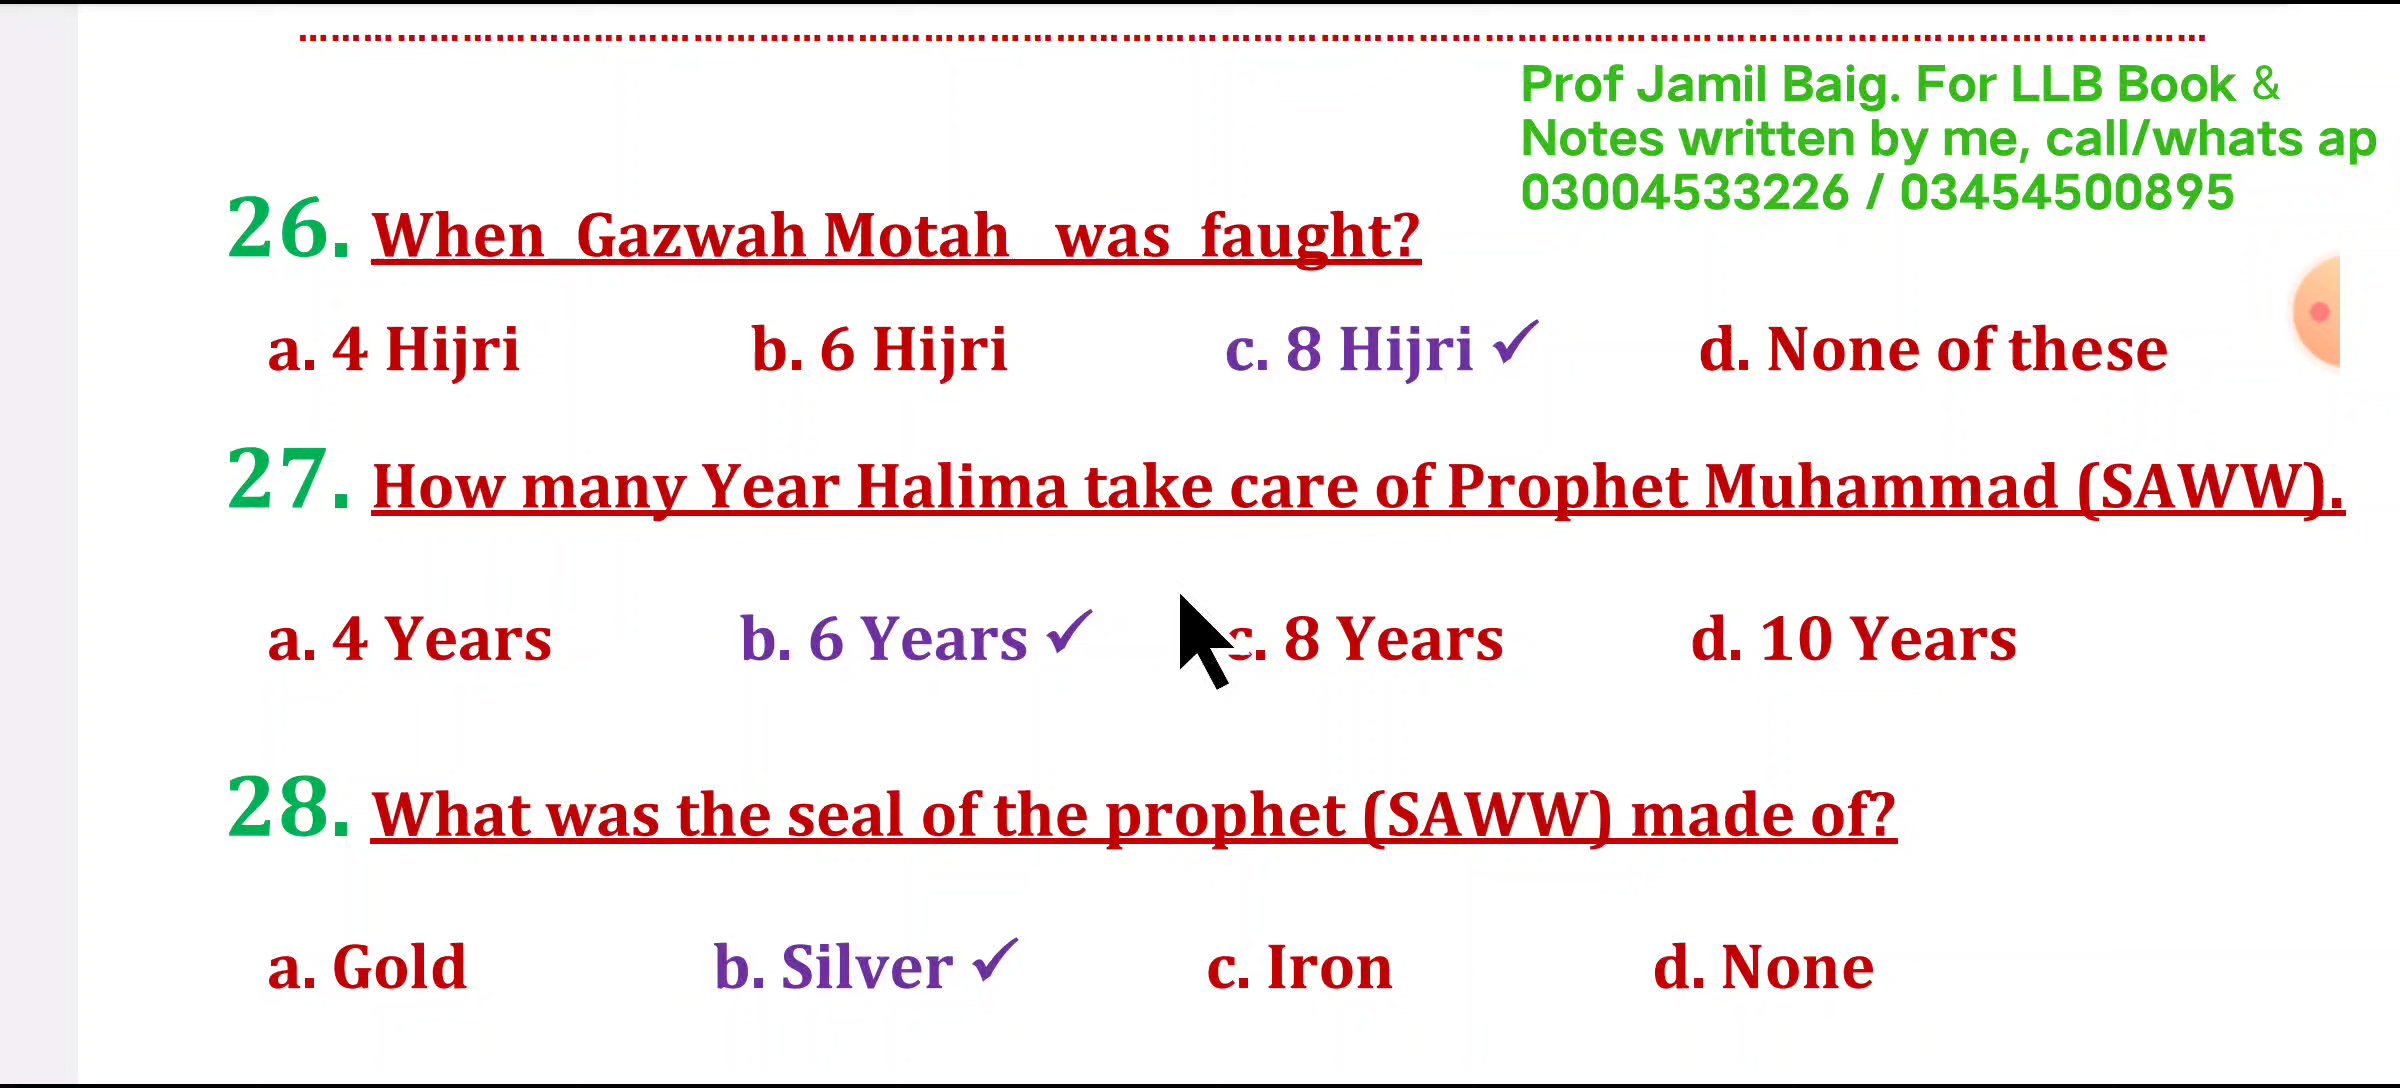 Prof Jamil Baig. For LLB Book &
Notes written by me, call/whats ap
03004533226 / 03454500895
26. When Gazwah Motah was faught?
a. 4 Hijri b. 6 Hijri c. 8 Hijri ✓ d. None of these
27. How many Year Halima take care of Prophet Muhammad (SAWW).
a. 4 Years b. 6 Years ✓ c. 8 Years d. 10 Years
28. What was the seal of the prophet (SAWW) made of?
a. Gold b. Silver ✓ c. Iron d. None